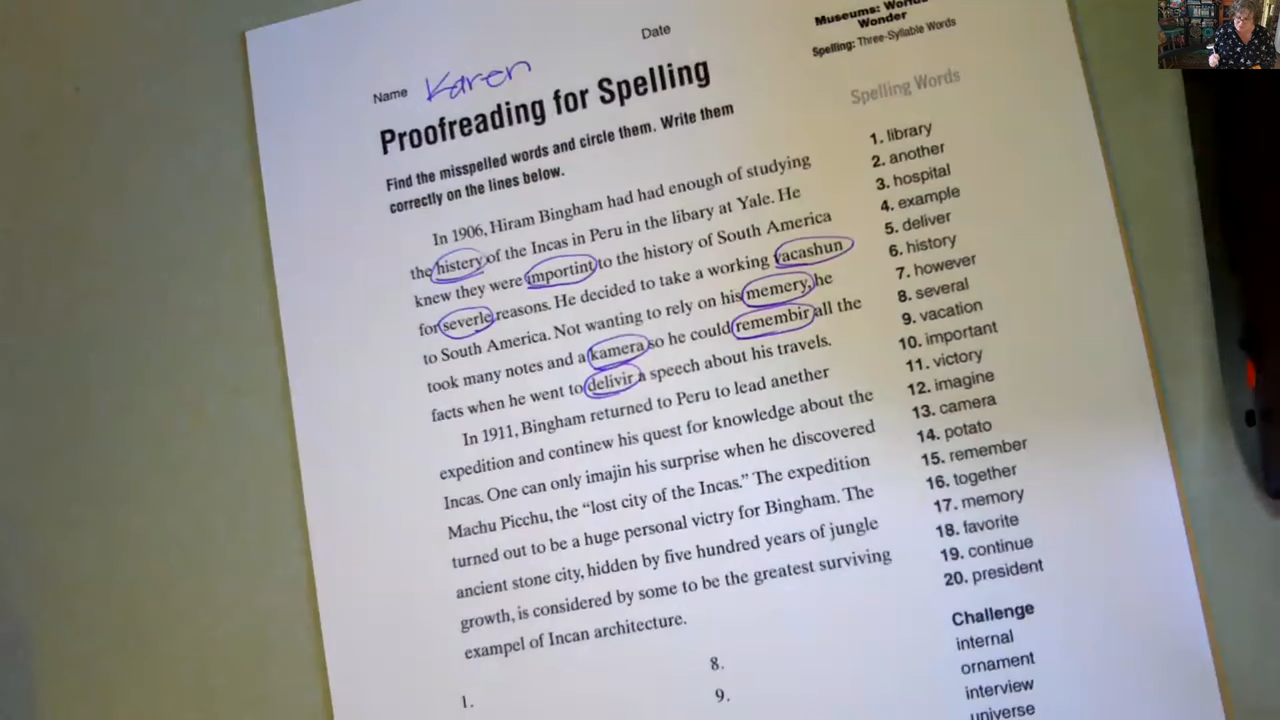 Date
Museums: Worlds
Wonder
Spelling: Three-Syllable Words
Name Karen
Proofreading for Spelling
Find the misspelled words and circle them. Write them
correctly on the lines below.
In 1906, Hiram Bingham had had enough of studying
the histery of the Incas in Peru in the libary at Yale. He
knew they were importint to the history of South America
for severle reasons. He decided to take a working vacashun
to South America. Not wanting to rely on his memery, he
took many notes and a kamera so he could remembir all the
facts when he went to delivir a speech about his travels.
In 1911, Bingham returned to Peru to lead anether
expedition and continew his quest for knowledge about the
Incas. One can only imajin his surprise when he discovered
Machu Picchu, the “lost city of the Incas.” The expedition
turned out to be a huge personal victry for Bingham. The
ancient stone city, hidden by five hundred years of jungle
growth, is considered by some to be the greatest surviving
exampel of Incan architecture.
1.
8.
9.
Spelling Words
1. library
2. another
3. hospital
4. example
5. deliver
6. history
7. however
8. several
9. vacation
10. important
11. victory
12. imagine
13. camera
14. potato
15. remember
16. together
17. memory
18. favorite
19. continue
20. president
Challenge
internal
ornament
interview
universe